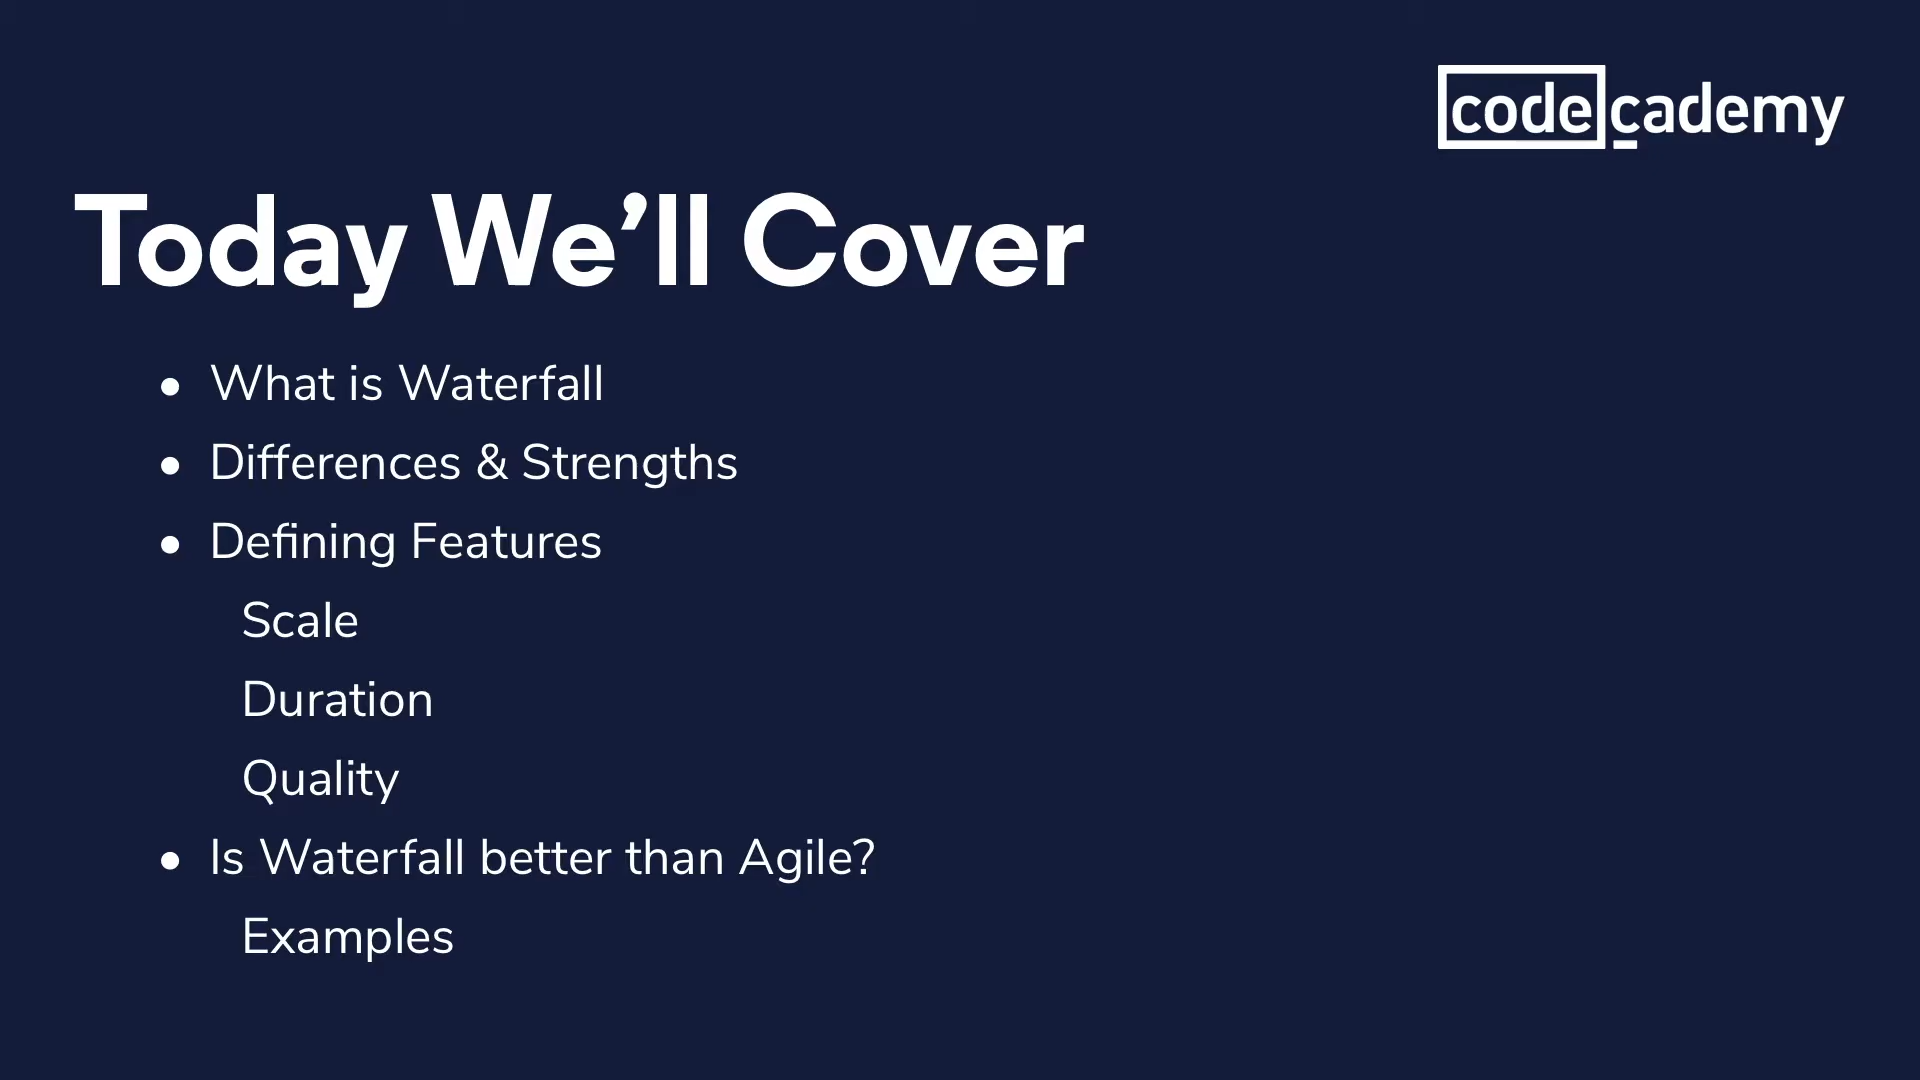 codecademy
Today We’ll Cover
● What is Waterfall
● Differences & Strengths
● Defining Features
Scale
Duration
Quality
● Is Waterfall better than Agile?
Examples